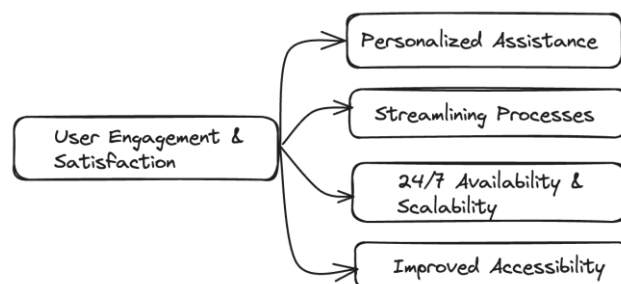 Personalized Assistance
Streamlining Processes
User Engagement &
Satisfaction
24/7 Availability &
Scalability
Improved Accessibility